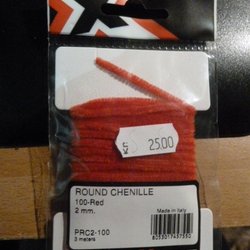 25.00
ROUND CHENILLE
100-Red
2 mm.
Made in Italy
PRC2-100
3 meters